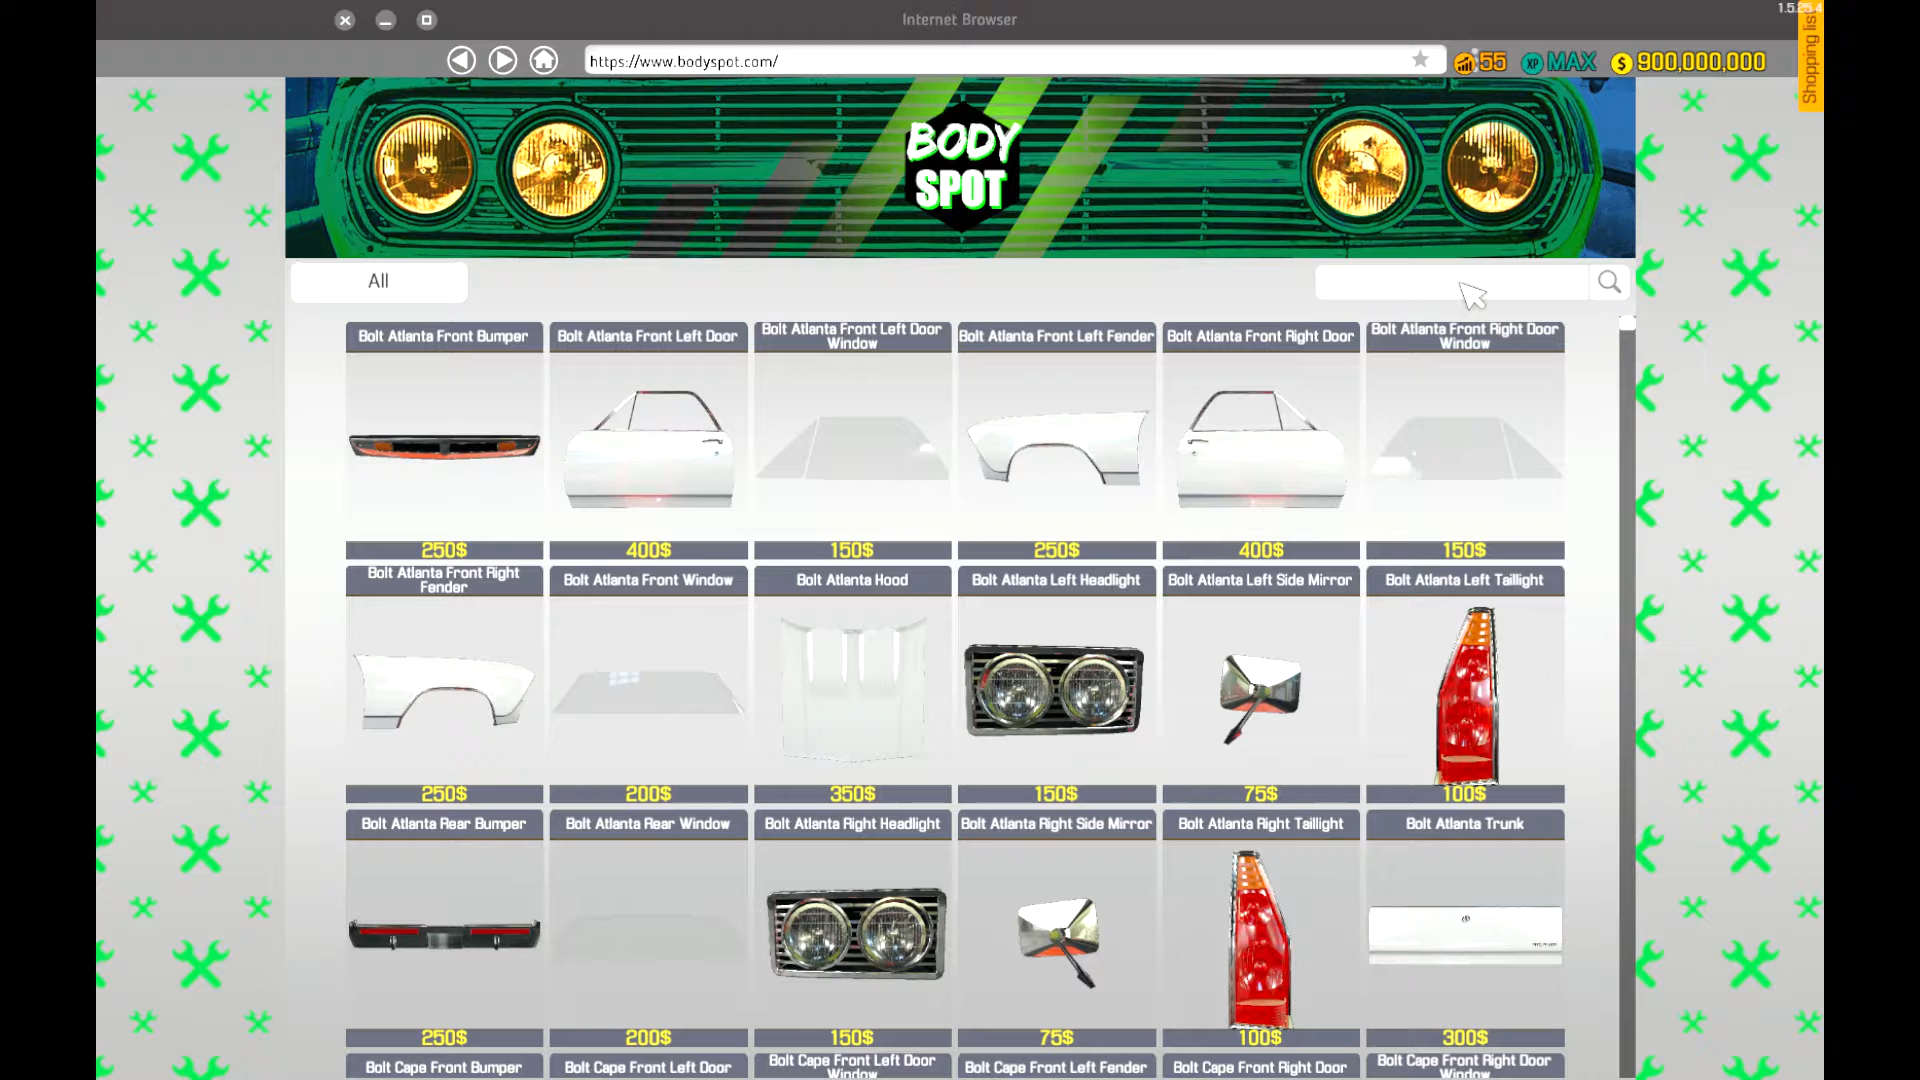 1.5.25.4
Internet Browser
https://www.bodyspot.com/
55
XP MAX
$ 900,000,000
Shopping list
BODY
SPOT
All
Bolt Atlanta Front Bumper
Bolt Atlanta Front Left Door
Bolt Atlanta Front Left Door
Window
Bolt Atlanta Front Left Fender
Bolt Atlanta Front Right Door
Bolt Atlanta Front Right Door
Window
250$
400$
150$
250$
400$
150$
Bolt Atlanta Front Right
Fender
Bolt Atlanta Front Window
Bolt Atlanta Hood
Bolt Atlanta Left Headlight
Bolt Atlanta Left Side Mirror
Bolt Atlanta Left Taillight
250$
200$
350$
150$
75$
100$
Bolt Atlanta Rear Bumper
Bolt Atlanta Rear Window
Bolt Atlanta Right Headlight
Bolt Atlanta Right Side Mirror
Bolt Atlanta Right Taillight
Bolt Atlanta Trunk
250$
200$
150$
75$
100$
300$
Bolt Cape Front Bumper
Bolt Cape Front Left Door
Bolt Cape Front Left Door
Window
Bolt Cape Front Left Fender
Bolt Cape Front Right Door
Bolt Cape Front Right Door
Window